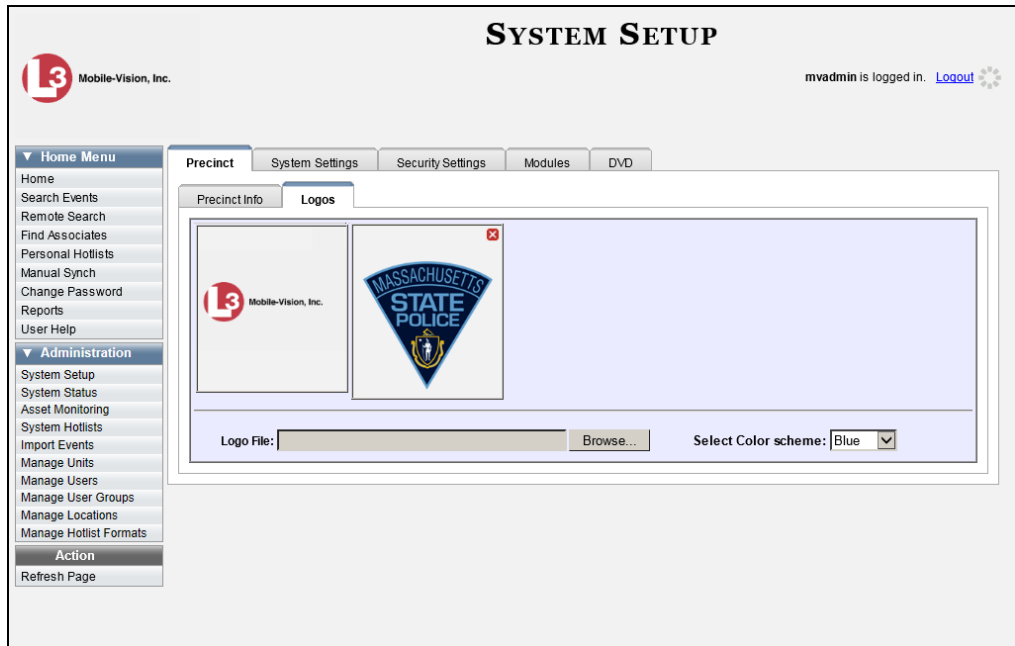 SYSTEM SETUP
L3 Mobile-Vision, Inc.
mvadmin is logged in. Logout
▼ Home Menu
Home
Search Events
Remote Search
Find Associates
Personal Hotlists
Manual Synch
Change Password
Reports
User Help
▼ Administration
System Setup
System Status
Asset Monitoring
System Hotlists
Import Events
Manage Units
Manage Users
Manage User Groups
Manage Locations
Manage Hotlist Formats
Action
Refresh Page
Precinct System Settings Security Settings Modules DVD
Precinct Info Logos
L3 Mobile-Vision, Inc.
MASSACHUSETTS
STATE
POLICE
Logo File: Browse... Select Color scheme: Blue